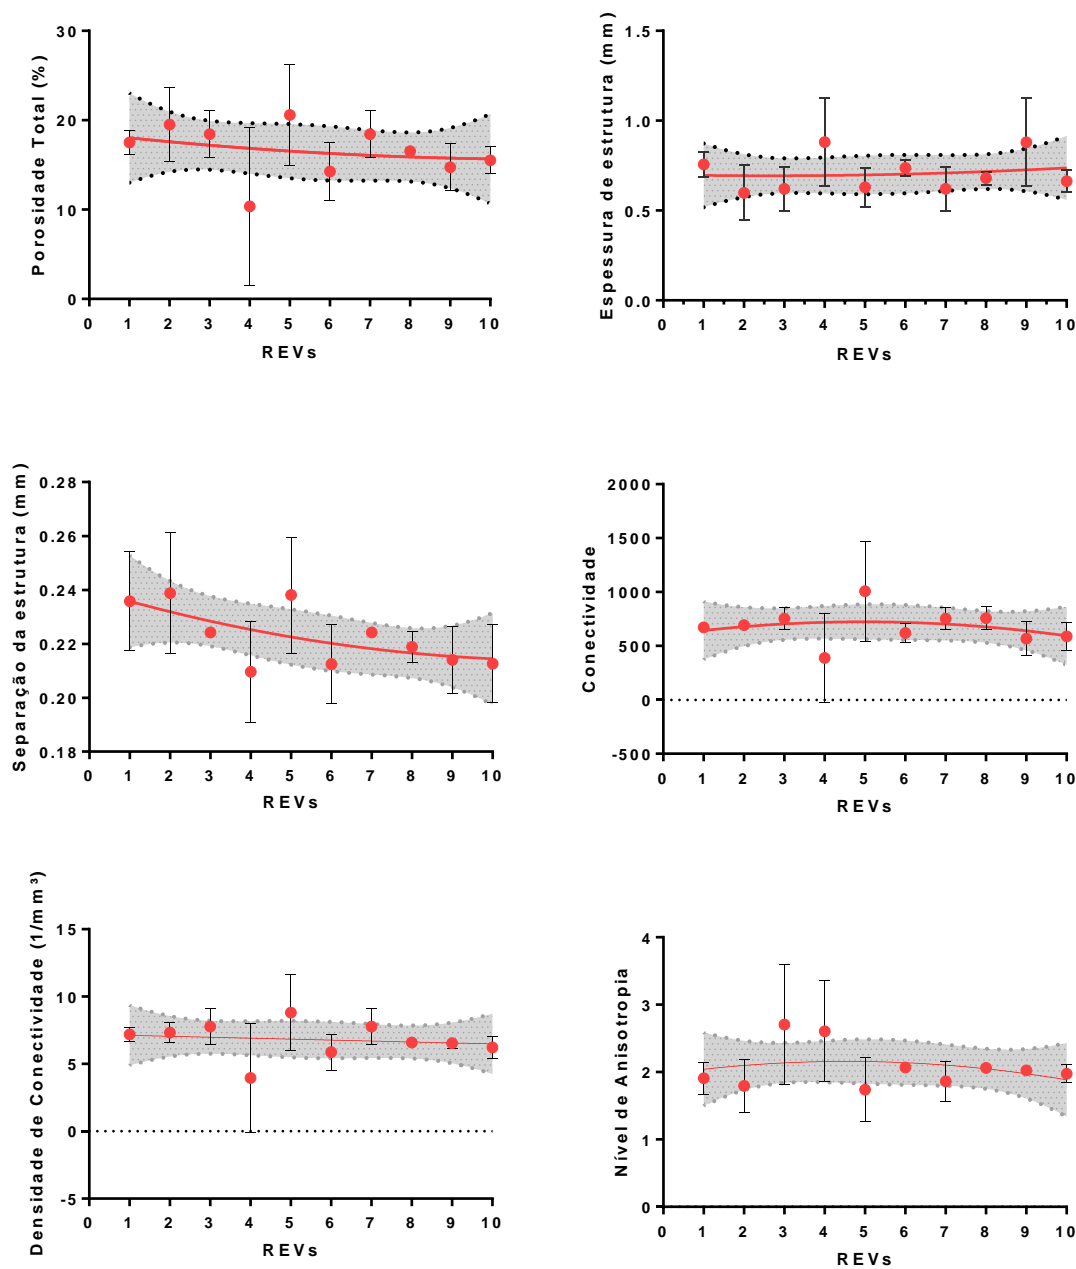 Porosidade Total (%)
30
20
10
0
0 1 2 3 4 5 6 7 8 9 10
REVs
Espessura de estrutura (mm)
1.5
1.0
0.5
0.0
0 1 2 3 4 5 6 7 8 9 10
REVs
Separação da estrutura (mm)
0.28
0.26
0.24
0.22
0.20
0.18
0 1 2 3 4 5 6 7 8 9 10
REVs
Conectividade
2000
1500
1000
500
0
-500
0 1 2 3 4 5 6 7 8 9 10
REVs
Densidade de Conectividade (1/mm³)
15
10
5
0
-5
0 1 2 3 4 5 6 7 8 9 10
REVs
Nível de Anisotropia
4
3
2
1
0
0 1 2 3 4 5 6 7 8 9 10
REVs